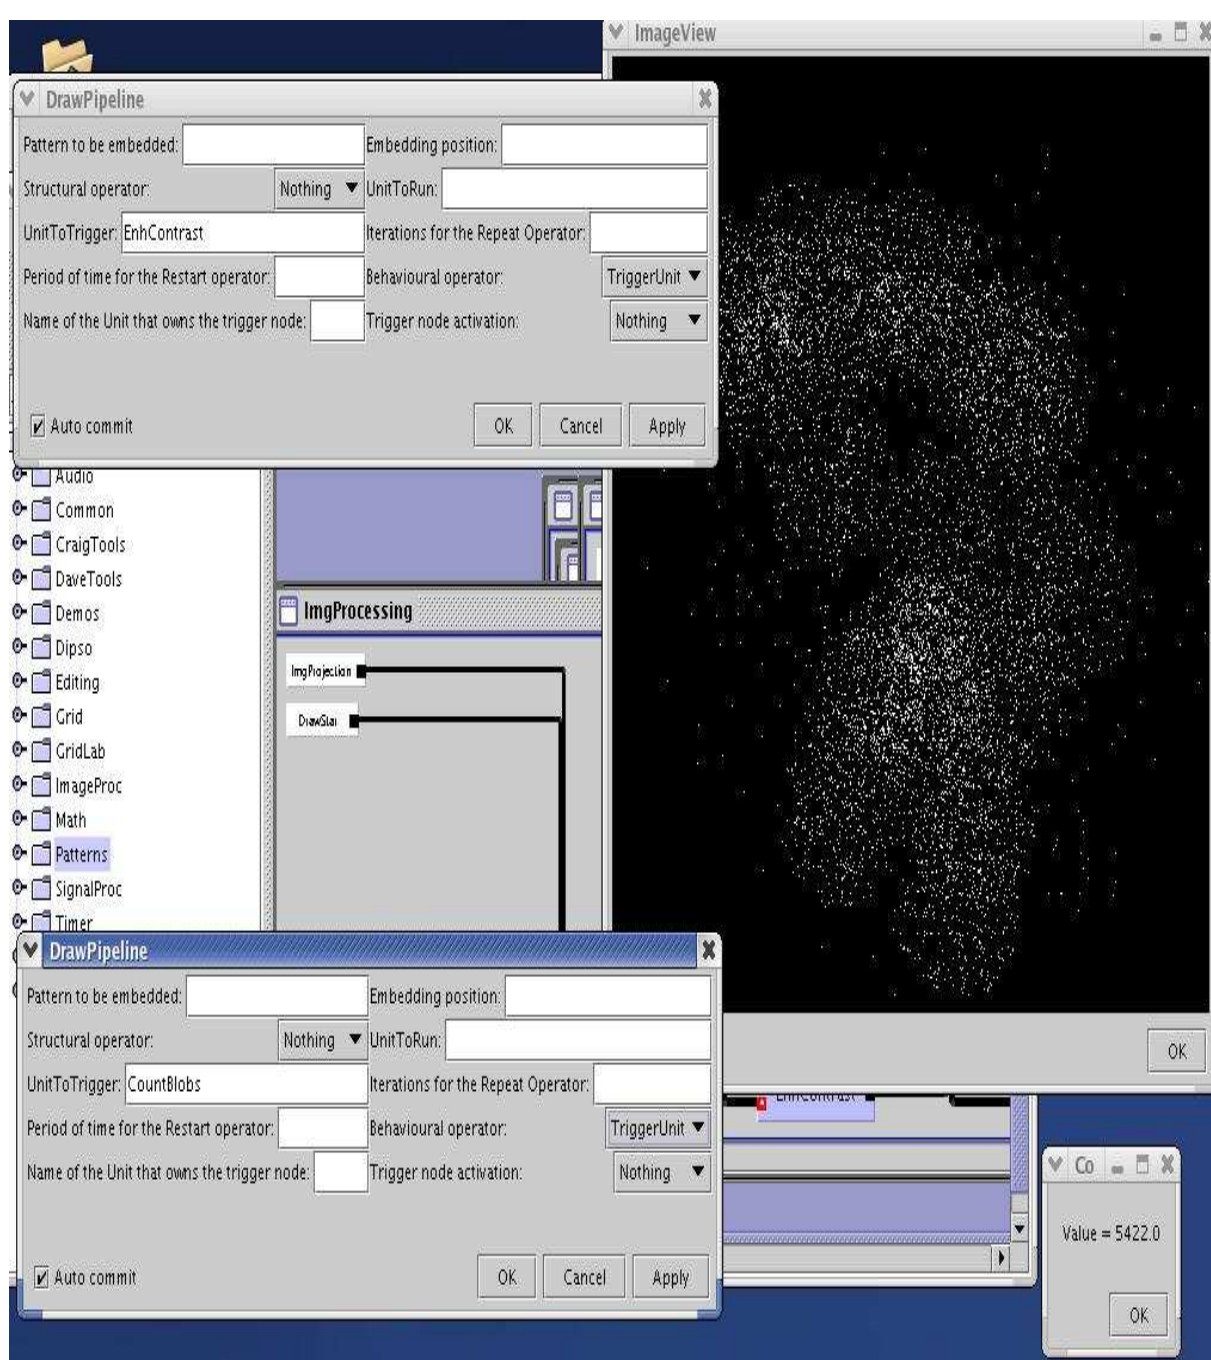 ImageView
DrawPipeline
Pattern to be embedded:
Embedding position:
Structural operator:
Nothing
UnitToRun:
UnitToTrigger: EnhContrast
Iterations for the Repeat Operator:
Period of time for the Restart operator:
Behavioural operator:
TriggerUnit
Name of the Unit that owns the trigger node:
Trigger node activation:
Nothing
Auto commit
OK
Cancel
Apply
Audio
Common
CraigTools
DaveTools
Demos
Dipso
Editing
Grid
GridLab
ImageProc
Math
Patterns
SignalProc
Timer
ImgProcessing
ImgProjection
DrawStar
OK
DrawPipeline
Pattern to be embedded:
Embedding position:
Structural operator:
Nothing
UnitToRun:
UnitToTrigger: CountBlobs
Iterations for the Repeat Operator:
Period of time for the Restart operator:
Behavioural operator:
TriggerUnit
Name of the Unit that owns the trigger node:
Trigger node activation:
Nothing
Auto commit
OK
Cancel
Apply
EnhContrast
Co
Value = 5422.0
OK